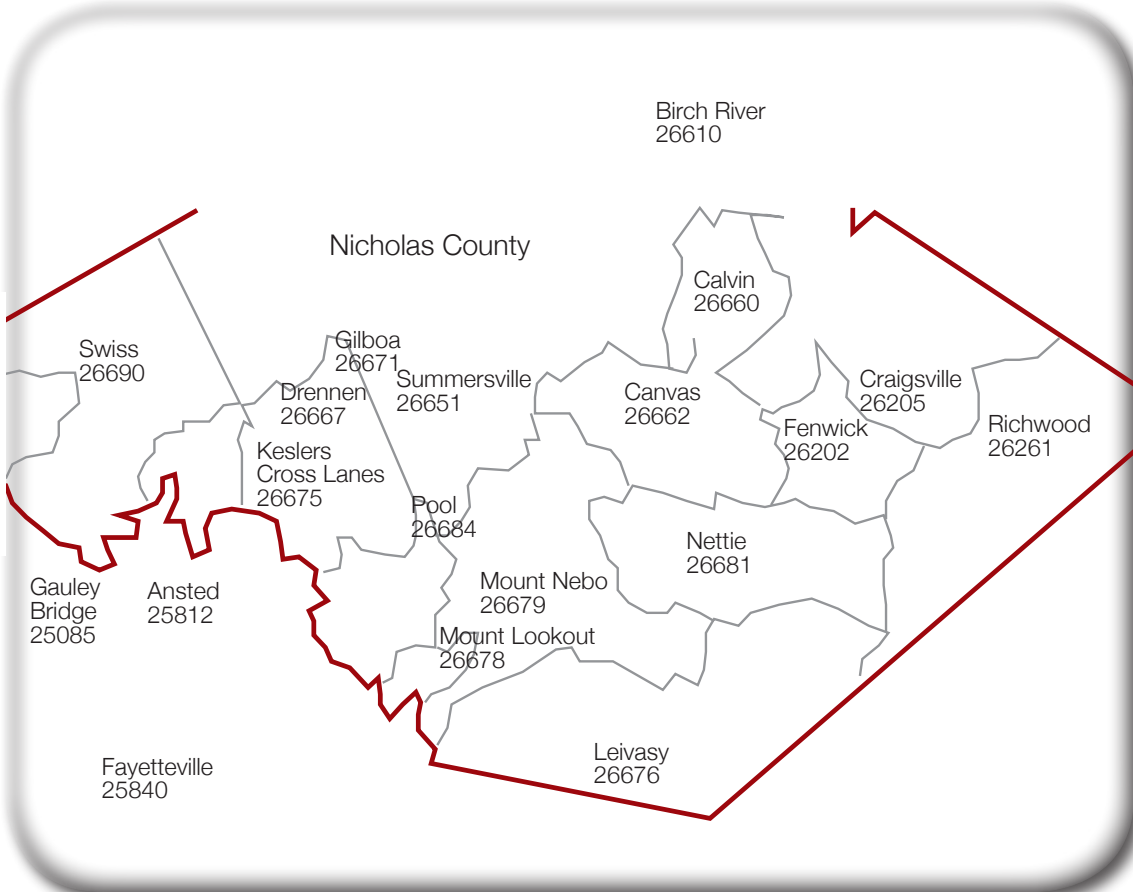 Birch River
26610
Nicholas County
Calvin
26660
Gilboa
26671
Swiss
26690
Summersville
26651
Drennen
26667
Canvas
26662
Craigsville
26205
Fenwick
26202
Richwood
26261
Keslers
Cross Lanes
26675
Pool
26684
Nettie
26681
Gauley
Bridge
25085
Ansted
25812
Mount Nebo
26679
Mount Lookout
26678
Leivasy
26676
Fayetteville
25840